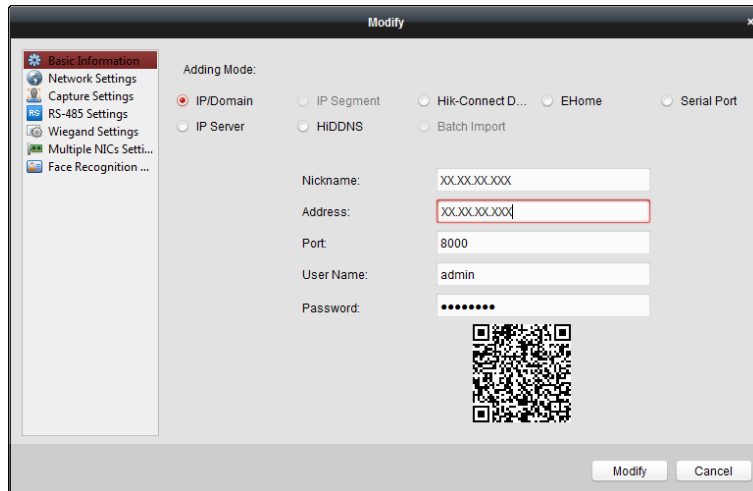 Modify
x
Basic Information
Network Settings
Capture Settings
RS-485 Settings
Wiegand Settings
Multiple NICs Setti...
Face Recognition ...
Adding Mode:
IP/Domain IP Segment Hik-Connect D... EHome Serial Port
IP Server HiDDNS Batch Import
Nickname: XX.XX.XX.XXX
Address: XX.XX.XX.XXX
Port: 8000
User Name: admin
Password: ••••••••
Modify Cancel